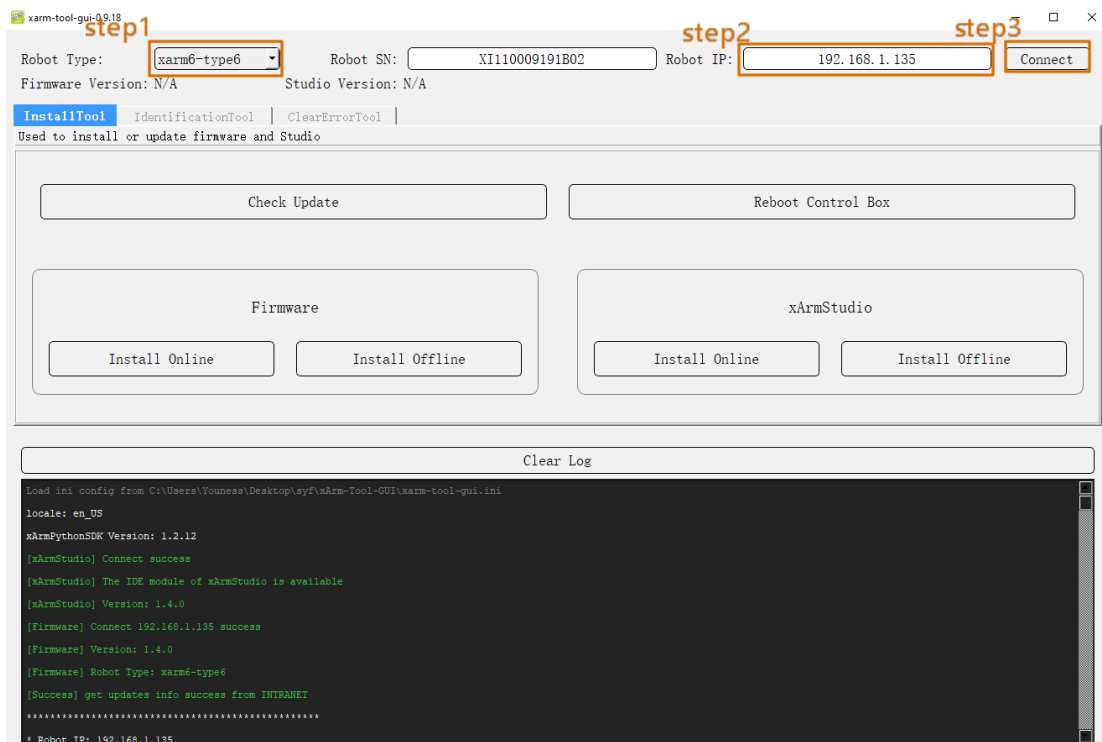 xarm-tool-gui-0.9.18
step1
step2
step3
Robot Type: xarm6-type6 Robot SN: XI110009191B02 Robot IP: 192.168.1.135 Connect
Firmware Version: N/A Studio Version: N/A
InstallTool IdentificationTool ClearErrorTool
Used to install or update firmware and Studio
Check Update Reboot Control Box
Firmware xArmStudio
Install Online Install Offline Install Online Install Offline
Clear Log
Load ini config from C:\Users\Youness\Desktop\syf\xArm-Tool-GUI\xarm-tool-gui.ini
locale: en_US
xArmPythonSDK Version: 1.2.12
[xArmStudio] Connect success
[xArmStudio] The IDE module of xArmStudio is available
[xArmStudio] Version: 1.4.0
[Firmware] Connect 192.168.1.135 success
[Firmware] Version: 1.4.0
[Firmware] Robot Type: xarm6-type6
[Success] get updates info success from INTRANET
**************************************************
* Robot IP: 192.168.1.135